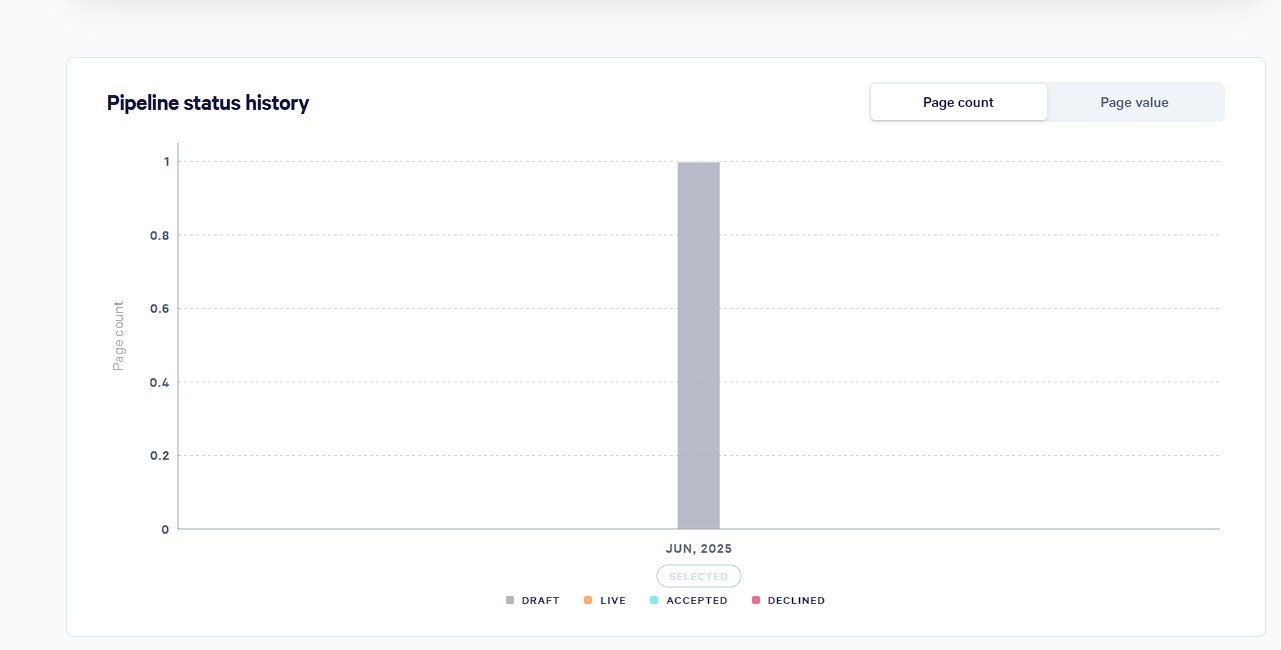 Pipeline status history
Page count
Page value
1
0.8
0.6
0.4
0.2
0
Page count
JUN, 2025
SELECTED
DRAFT LIVE ACCEPTED DECLINED